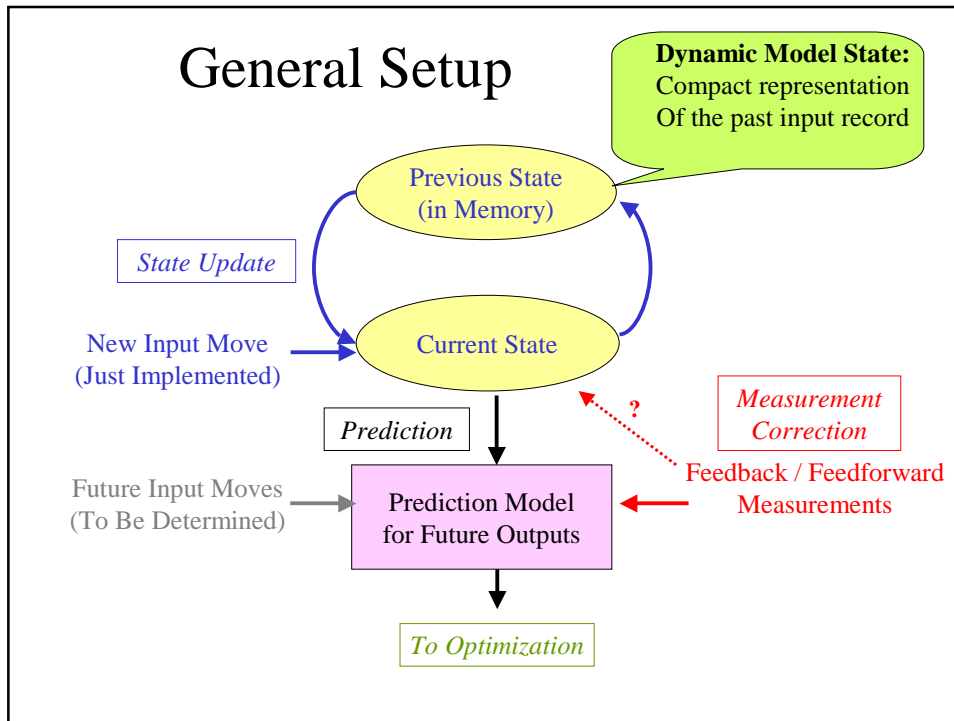 General Setup
Dynamic Model State:
Compact representation
Of the past input record
Previous State
(in Memory)
State Update
New Input Move
(Just Implemented)
Current State
?
Measurement
Correction
Prediction
Feedback / Feedforward
Measurements
Future Input Moves
(To Be Determined)
Prediction Model
for Future Outputs
To Optimization